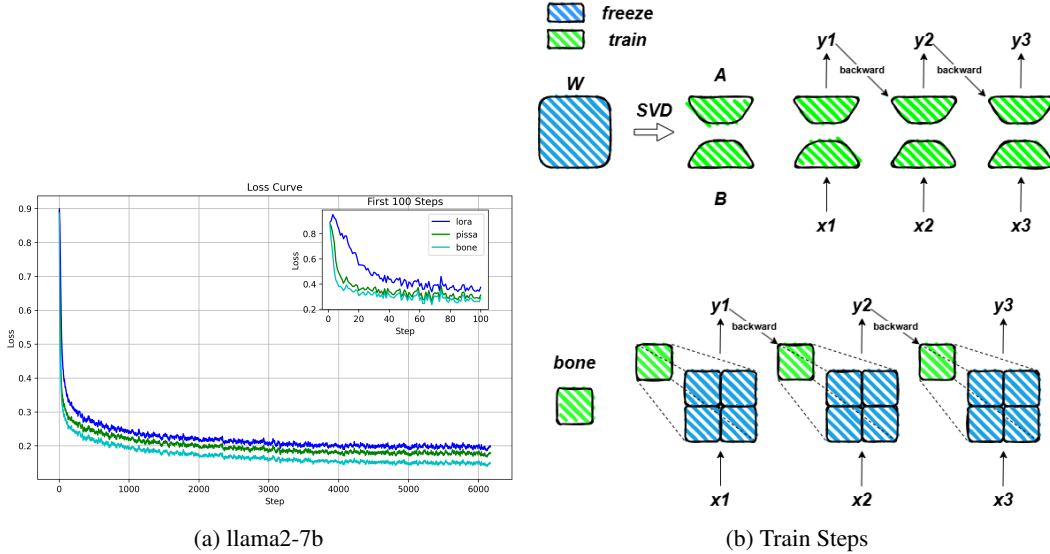 Loss Curve
0.9
0.8
0.7
0.6
0.5
0.4
0.3
0.2
Loss
0
1000
2000
3000
4000
5000
6000
Step
First 100 Steps
lora
pissa
bone
0.8
0.6
0.4
0.2
Loss
0
20
40
60
80
100
Step
(a) llama2-7b
freeze
train
W
SVD
A
B
y1
backward
y2
backward
y3
x1
x2
x3
bone
y1
backward
y2
backward
y3
x1
x2
x3
(b) Train Steps